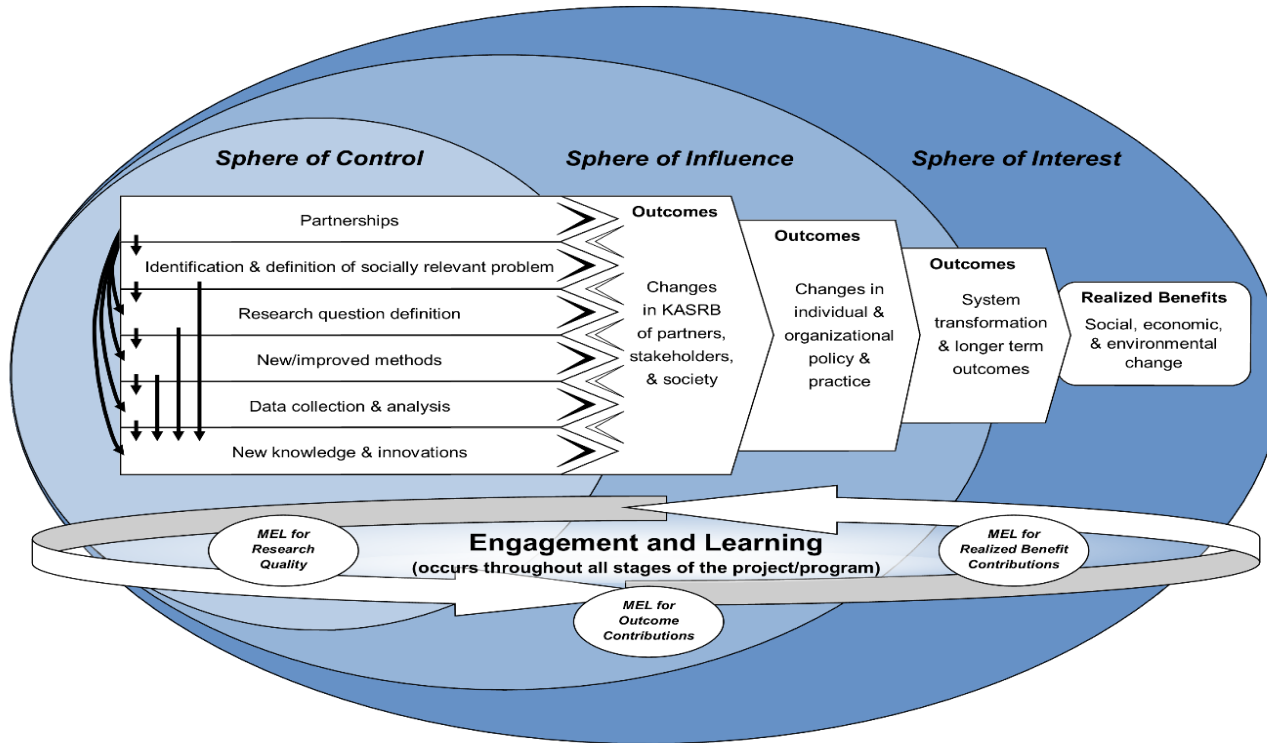 Sphere of Control
Sphere of Influence
Sphere of Interest
Partnerships
Identification & definition of socially relevant problem
Research question definition
New/improved methods
Data collection & analysis
New knowledge & innovations
Outcomes
Changes
in KASRB
of partners,
stakeholders,
& society
Outcomes
Changes in
individual &
organizational
policy &
practice
Outcomes
System
transformation
& longer term
outcomes
Realized Benefits
Social, economic,
& environmental
change
MEL for
Research
Quality
Engagement and Learning
(occurs throughout all stages of the project/program)
MEL for
Outcome
Contributions
MEL for
Realized Benefit
Contributions